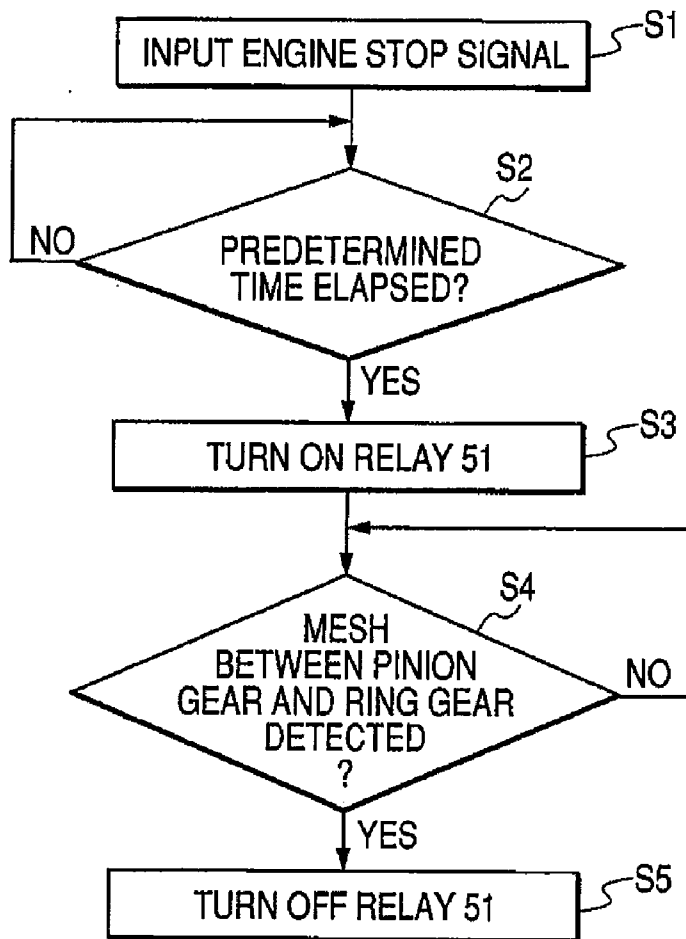 INPUT ENGINE STOP SIGNAL
S1
S2
NO
PREDETERMINED
TIME ELAPSED?
YES
S3
TURN ON RELAY 51
S4
MESH
BETWEEN PINION
GEAR AND RING GEAR
DETECTED
?
NO
YES
S5
TURN OFF RELAY 51